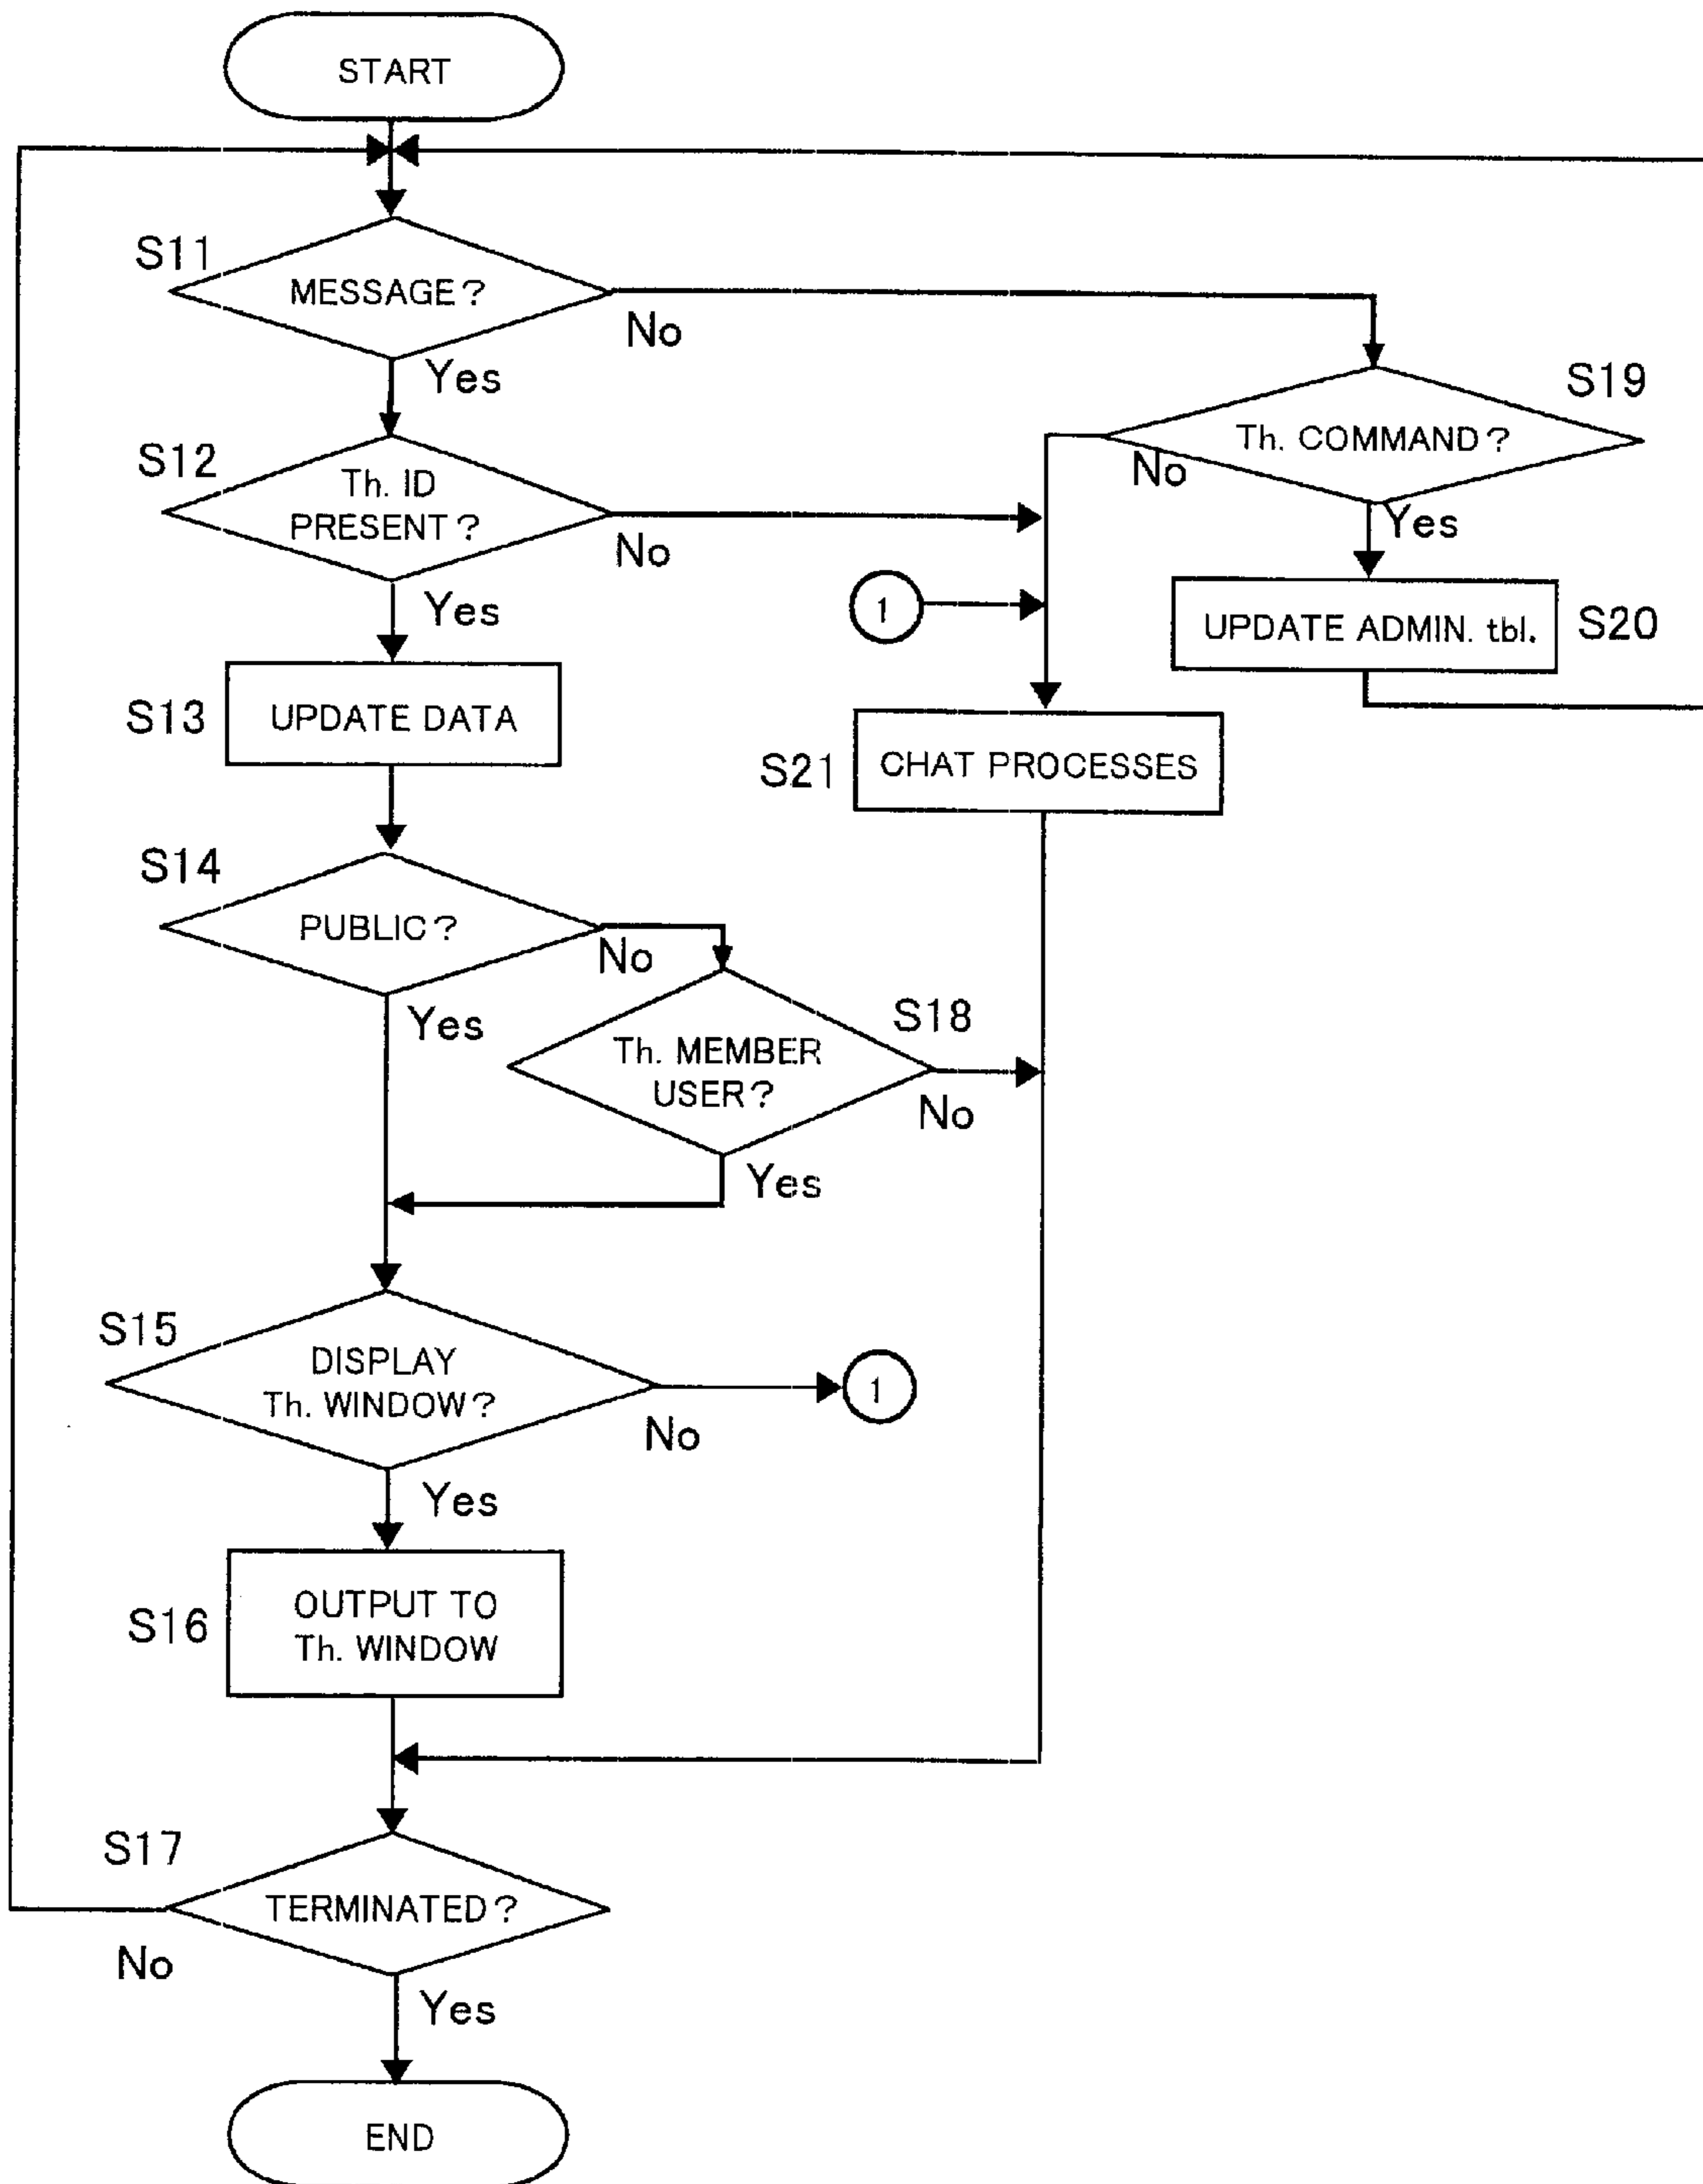 START
S11
MESSAGE?
No
Yes
S19
Th. COMMAND?
No
Yes
S12
Th. ID
PRESENT?
No
Yes
1
UPDATE ADMIN. tbl.
S20
S13
UPDATE DATA
S21
CHAT PROCESSES
S14
PUBLIC?
No
Yes
S18
Th. MEMBER
USER?
No
Yes
S15
DISPLAY
Th. WINDOW?
No
1
Yes
S16
OUTPUT TO
Th. WINDOW
S17
TERMINATED?
No
Yes
END